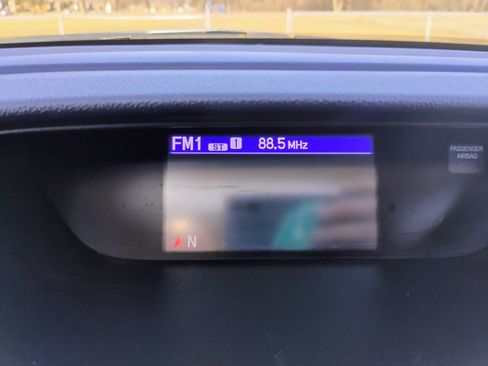 FM1 ST 1 88.5 MHz
PASSENGER
AIRBAG
N